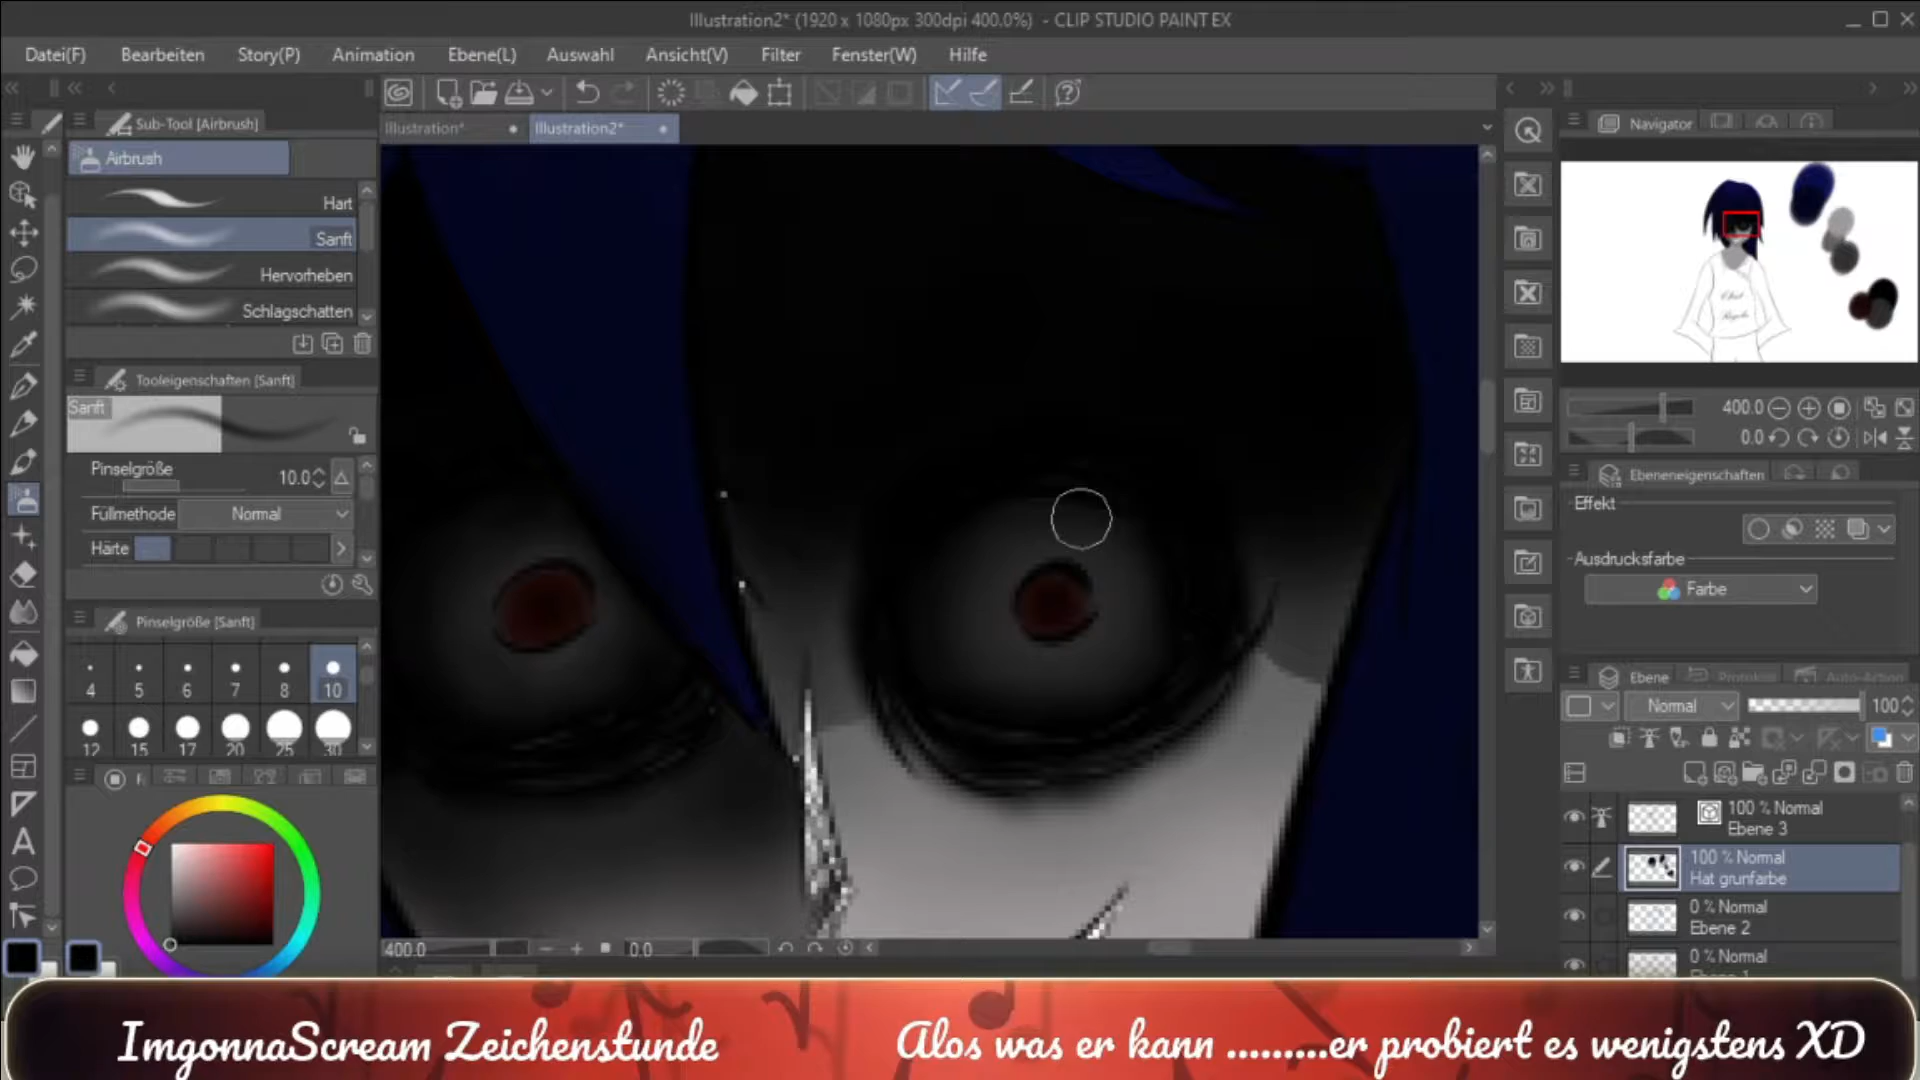 Illustration2* (1920 x 1080px 300dpi 400.0%) - CLIP STUDIO PAINT EX
Datei(F) Bearbeiten Story(P) Animation Ebene(L) Auswahl Ansicht(V) Filter Fenster(W) Hilfe
Sub-Tool [Airbrush]
Illustration*
Illustration2*
Navigator
Airbrush
Hart
Sanft
Hervorheben
Schlagschatten
Tooleigenschaften [Sanft]
Sanft
Pinselgröße 10.0
Füllmethode Normal
Härte
Pinselgröße [Sanft]
4 5 6 7 8 10
12 15 17 20 25 30
400.0
0.0
Ebeneneigenschaften
Effekt
Ausdrucksfarbe
Farbe
Ebene Protokoll Auto-Action
Normal 100
100 % Normal
Ebene 3
100 % Normal
Hat grunfarbe
0 % Normal
Ebene 2
0 % Normal
400.0 0.0
ImgonnaScream Zeichenstunde
Alos was er kann .........er probiert es wenigstens XD